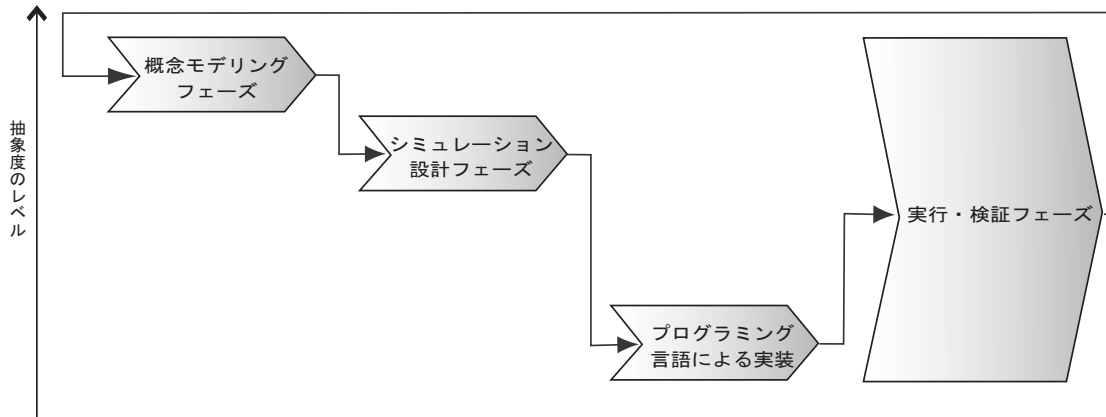 抽象度のレベル
概念モデリング
フェーズ
シミュレーション
設計フェーズ
プログラミング
言語による実装
実行・検証フェーズ